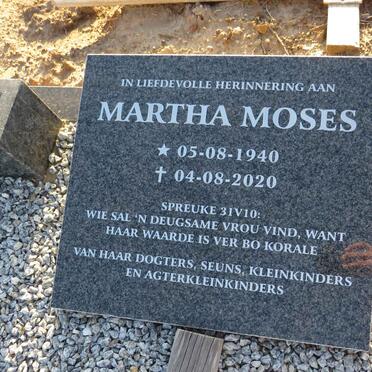 IN LIEFDEVOLLE HERINNERING AAN
MARTHA MOSES
★ 05-08-1940
✝ 04-08-2020
SPREUKE 31V10:
WIE SAL 'N DEUGSAME VROU VIND, WANT
HAAR WAARDE IS VER BO KORALE
VAN HAAR DOGTERS, SEUNS, KLEINKINDERS
EN AGTERKLEINKINDERS